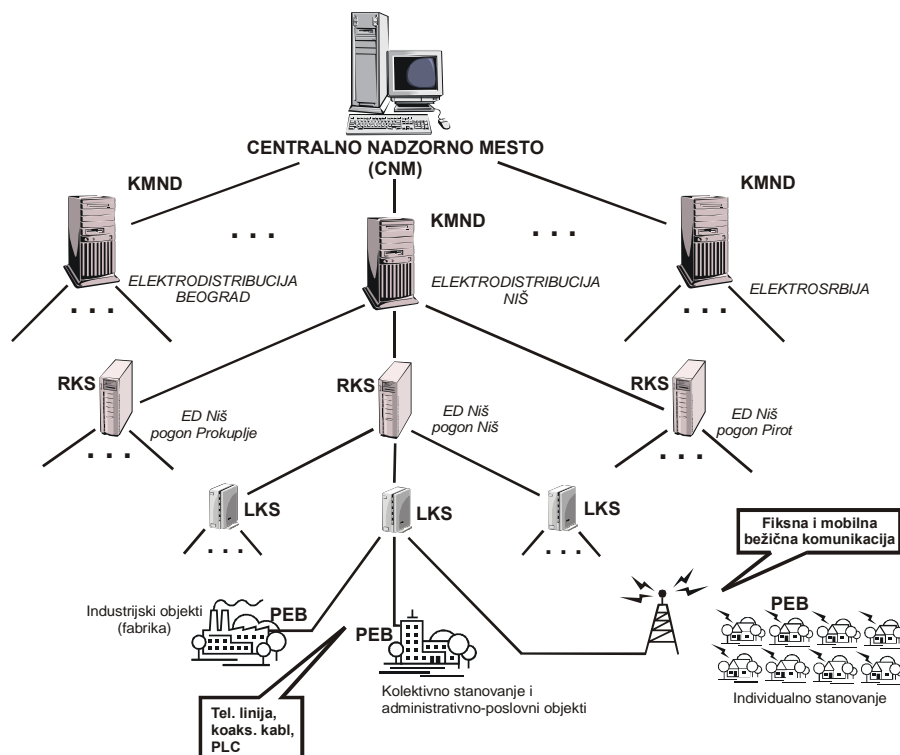 CENTRALNO NADZORNO MESTO
(CNM)
KMND
KMND
KMND
. . .
. . .
ELEKTRODISTRIBUCIJA
BEOGRAD
ELEKTRODISTRIBUCIJA
NIŠ
ELEKTROSRBIJA
. . .
. . .
RKS
RKS
RKS
ED Niš
pogon Prokuplje
ED Niš
pogon Niš
ED Niš
pogon Pirot
. . .
. . .
LKS
LKS
LKS
. . .
. . .
Fiksna i mobilna
bežična komunikacija
Industrijski objekti
(fabrika)
PEB
PEB
PEB
Kolektivno stanovanje i
administrativno-poslovni objekti
Individualno stanovanje
Tel. linija,
koaks. kabl,
PLC